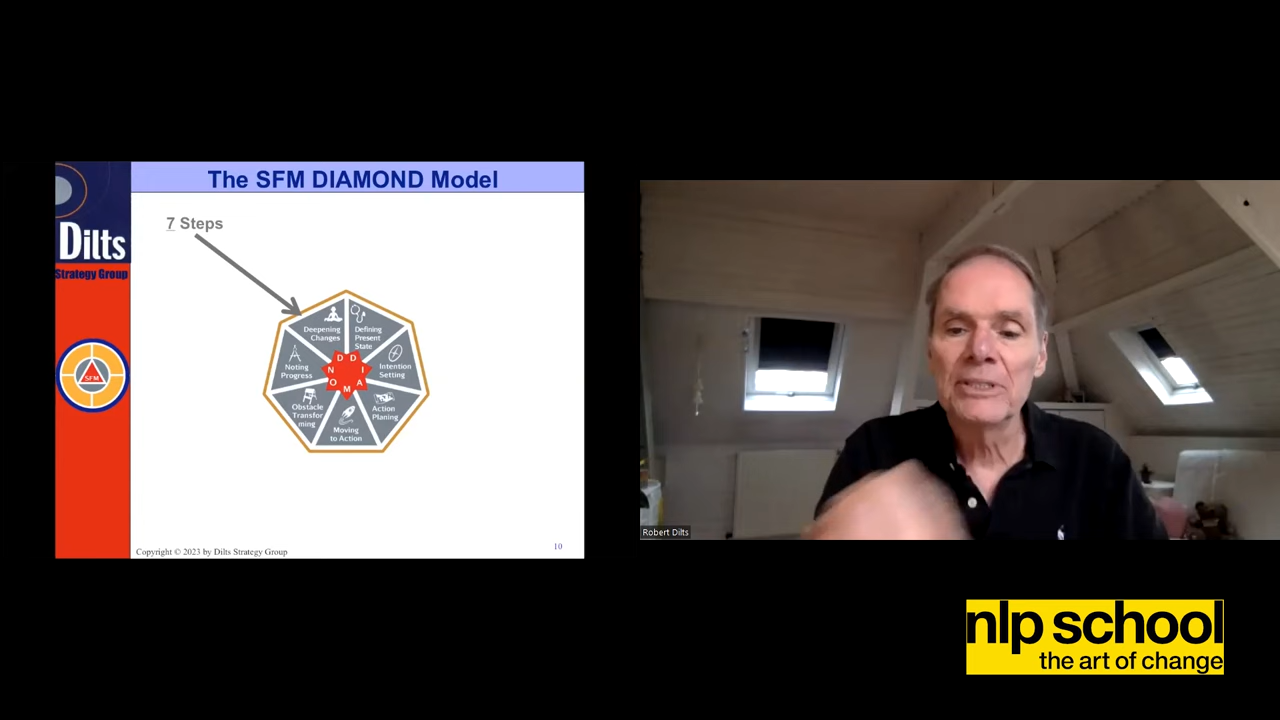 The SFM DIAMOND Model
7 Steps
Dilts
Strategy Group
SFM
Deepening
Changes
Defining
Present
State
Intention
Setting
Action
Planing
Moving
to Action
Obstacle
Transfor
ming
Noting
Progress
D I A M O N D
Copyright © 2023 by Dilts Strategy Group
10
Robert Dilts
nlp school
the art of change